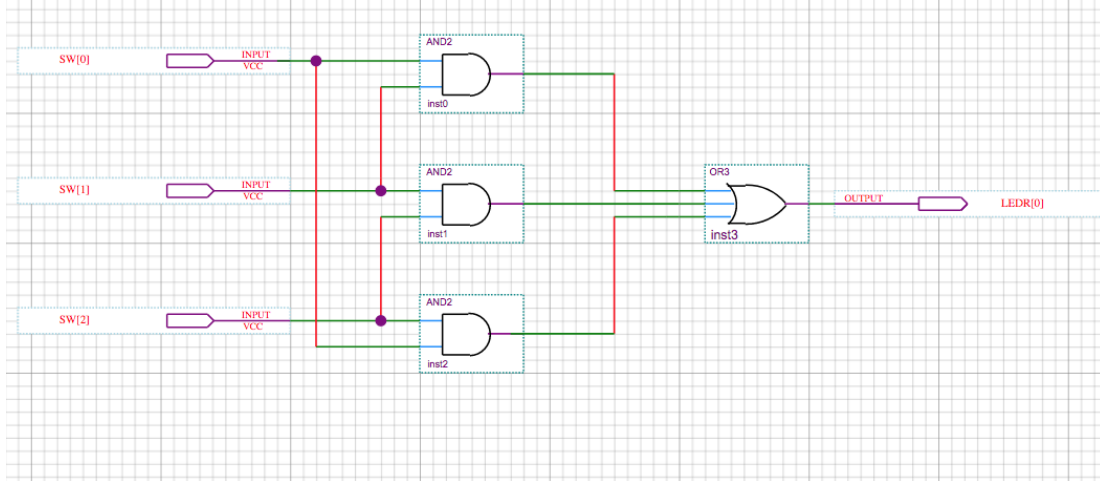 AND2
SW[0]
INPUT
VCC
inst0
AND2
SW[1]
INPUT
VCC
inst1
OR3
OUTPUT
LEDR[0]
inst3
AND2
SW[2]
INPUT
VCC
inst2